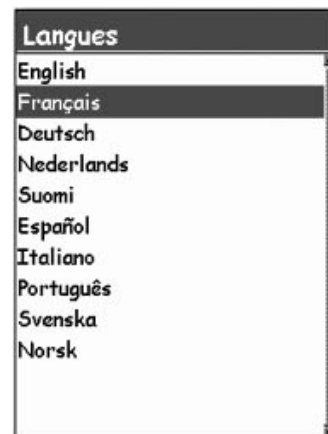 Langues
English
Français
Deutsch
Nederlands
Suomi
Español
Italiano
Português
Svenska
Norsk